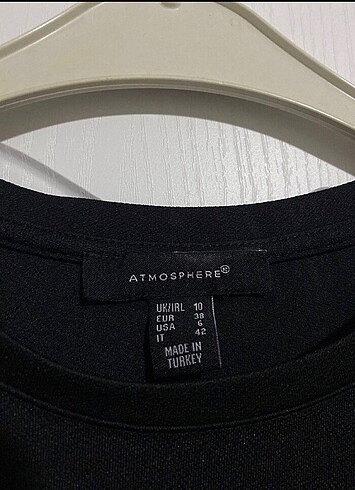 ATMOSPHERE®
UK/IRL 10
EUR 38
USA 6
IT 42
MADE IN
TURKEY